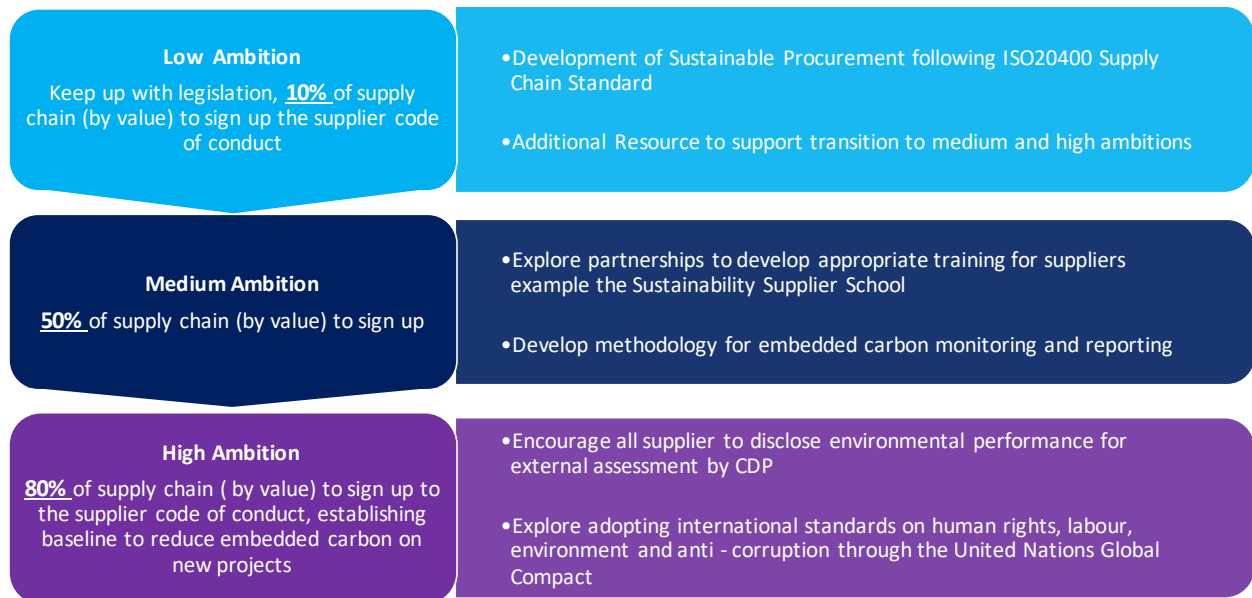 Low Ambition
Keep up with legislation, 10% of supply
chain (by value) to sign up the supplier code
of conduct
•Development of Sustainable Procurement following ISO20400 Supply
Chain Standard
•Additional Resource to support transition to medium and high ambitions
Medium Ambition
50% of supply chain (by value) to sign up
•Explore partnerships to develop appropriate training for suppliers
example the Sustainability Supplier School
•Develop methodology for embedded carbon monitoring and reporting
High Ambition
80% of supply chain ( by value) to sign up to
the supplier code of conduct, establishing
baseline to reduce embedded carbon on
new projects
•Encourage all supplier to disclose environmental performance for
external assessment by CDP
•Explore adopting international standards on human rights, labour,
environment and anti - corruption through the United Nations Global
Compact